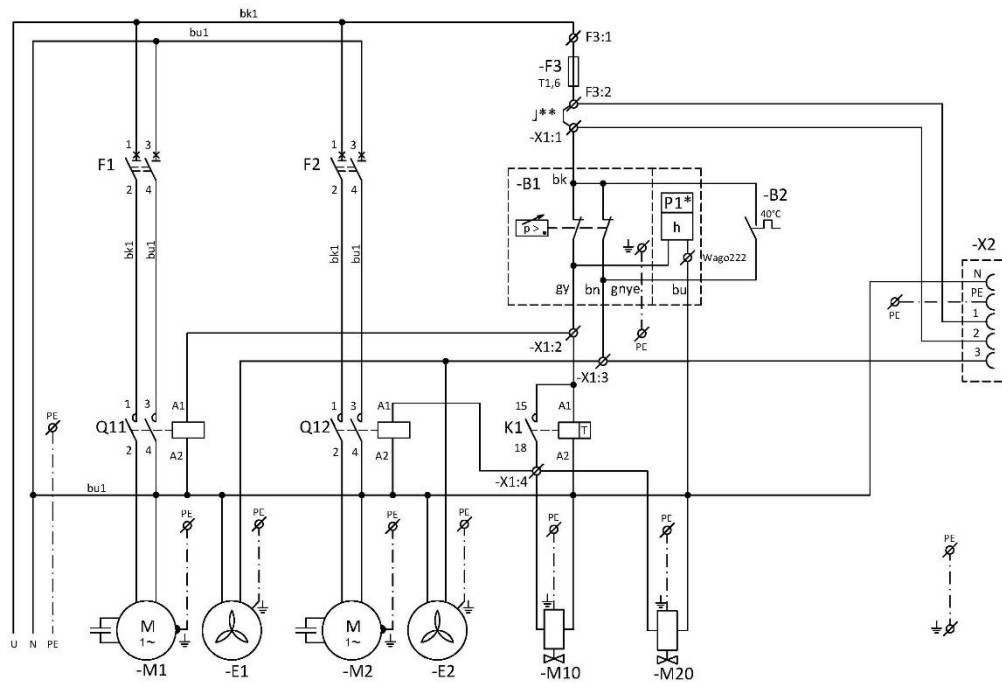 bk1
bu1
F3:1
-F3
T1,6
F3:2
J**
-X1:1
1 3
F1
2 4
1 3
F2
2 4
-B1
bk
P1*
h
p>
-B2
40°C
Wago222
-X2
N
PE
1
2
3
PE
bk1
bu1
bk1
bu1
gy
bn
gnye
bu
PE
-X1:2
-X1:3
PE
1 3
Q11
2 4
A1
A2
1 3
Q12
2 4
A1
A2
15
K1
18
A1
T
A2
-X1:4
bu1
PE
PE
PE
PE
PE
PE
PE
U N PE
M
1~
-M1
-E1
M
1~
-M2
-E2
-M10
-M20